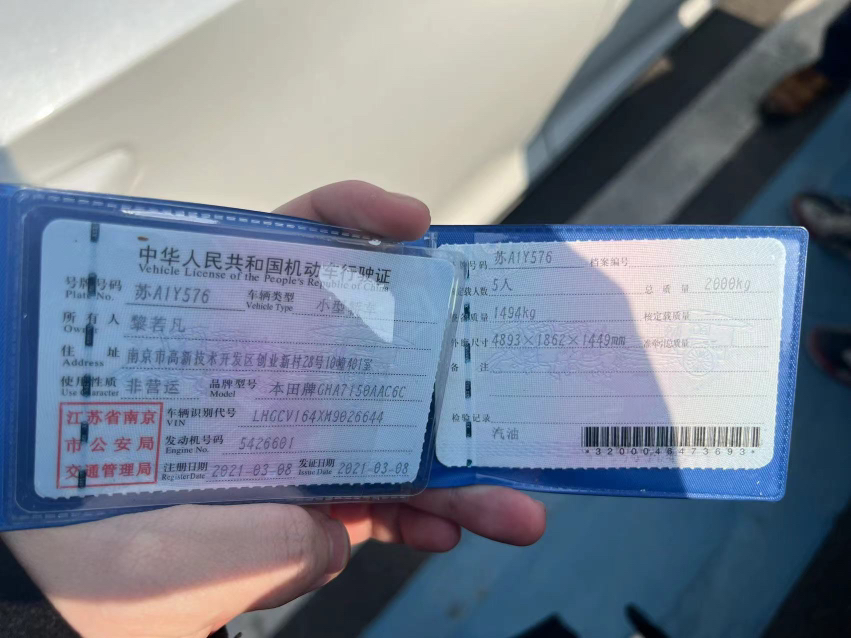 中华人民共和国机动车行驶证
Vehicle License of the People's Republic of China
号牌号码 苏A1Y576 车辆类型
Plate No. Vehicle Type
所有人 黎若凡
Owner
住址 南京市高新技术开发区创业新村28号10幢401室
使用性质 非营运 品牌型号 本田牌GHA7150AAC6C
Use Character Model
江苏省南京
市公安局
交通管理局
车辆识别代号 LHGCV164XM9026644
VIN
发动机号码 5426601
Engine No.
注册日期 2021-03-08 发证日期 2021-03-08
Register Date Issue Date
号码 苏A1Y576 档案编号
载人数 5人 总质量 2000kg
质量 1494kg 核定载质量
外廓尺寸 4893×1862×1449mm 准牵引总质量
备注
检验记录
汽油
*3200046473693*